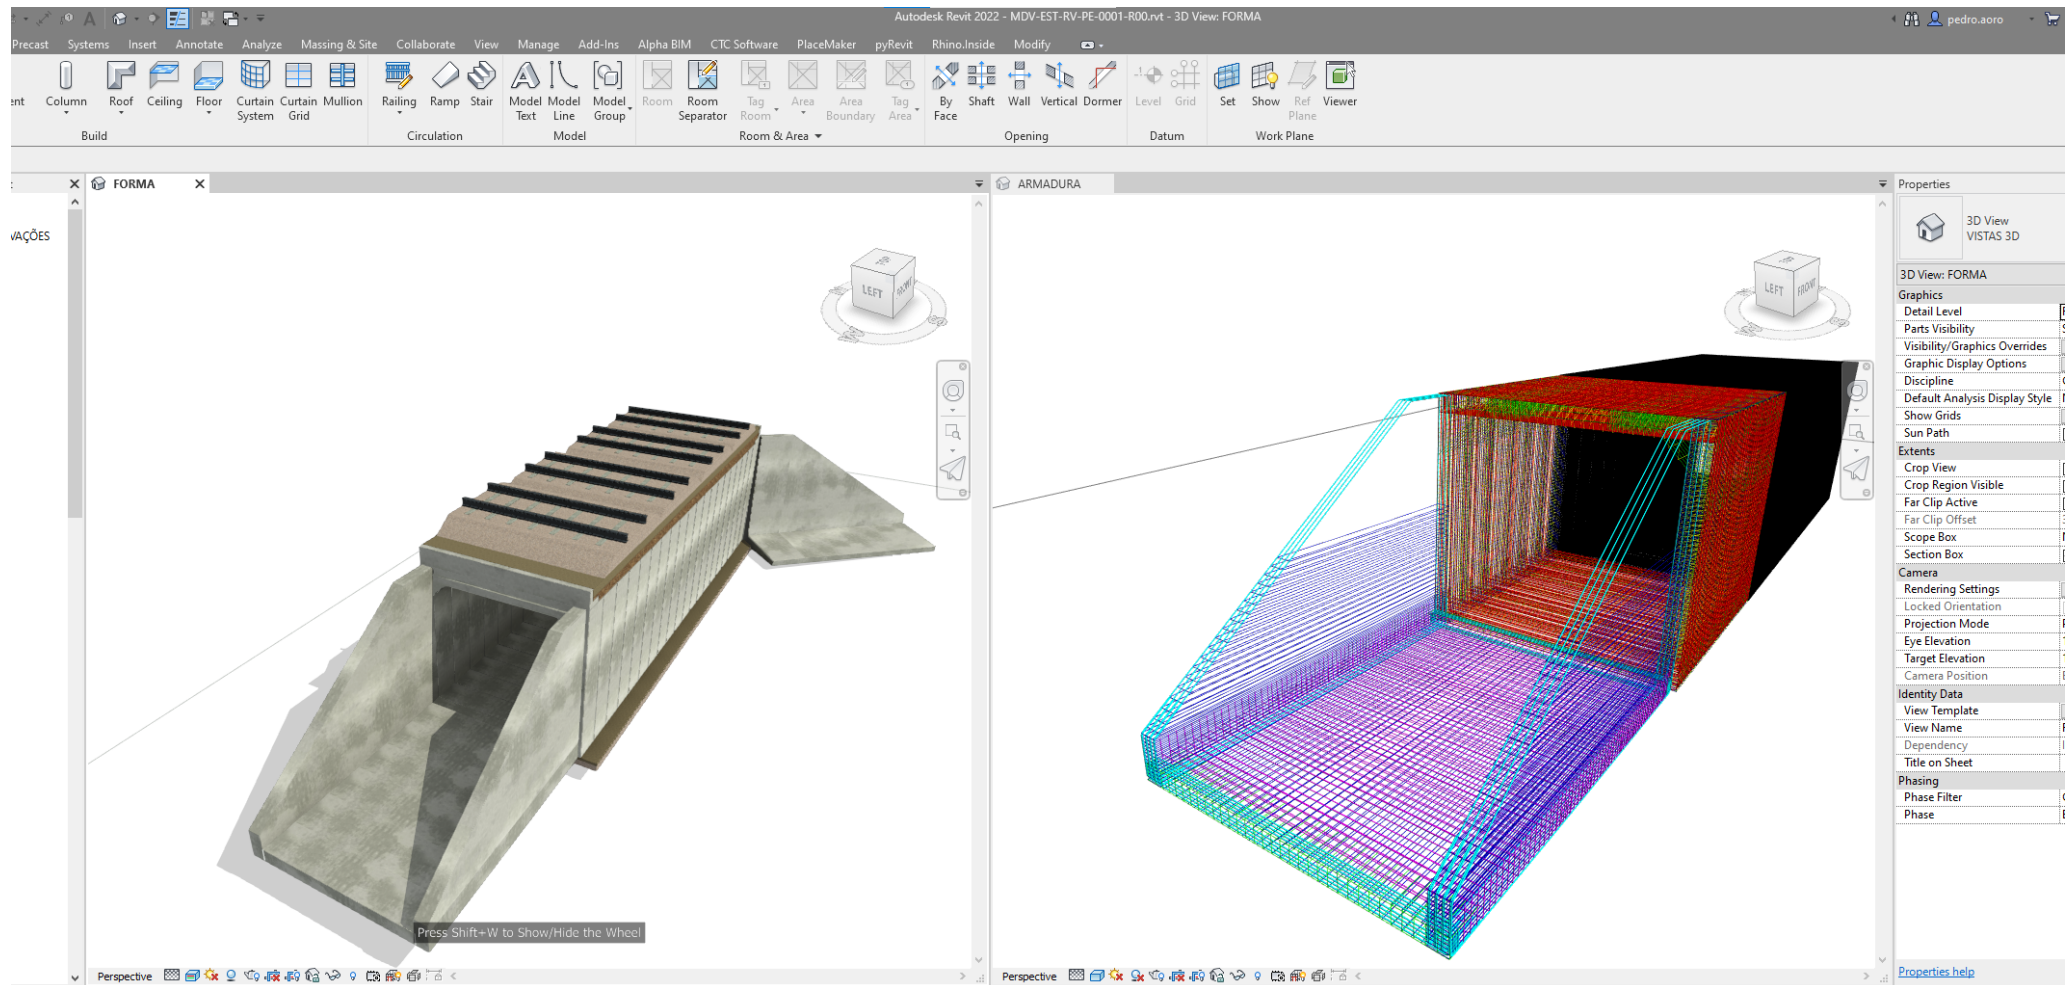 Autodesk Revit 2022 - MDV-EST-RV-PE-0001-R00.rvt - 3D View: FORMA
pedro.aoro
Precast Systems Insert Annotate Analyze Massing & Site Collaborate View Manage Add-Ins Alpha BIM CTC Software PlaceMaker pyRevit Rhino.Inside Modify
Column Roof Ceiling Floor Curtain System Curtain Grid Mullion Railing Ramp Stair Model Text Model Line Model Group Room Room Separator Tag Room Area Area Boundary Tag Area By Face Shaft Wall Vertical Dormer Level Grid Set Show Ref Plane Viewer
Build Circulation Model Room & Area Opening Datum Work Plane
FORMA
ARMADURA
Properties
VAÇÕES
3D View
VISTAS 3D
LEFT FRONT
LEFT FRONT
3D View: FORMA
Graphics
Detail Level
Parts Visibility
Visibility/Graphics Overrides
Graphic Display Options
Discipline
Default Analysis Display Style
Show Grids
Sun Path
Extents
Crop View
Crop Region Visible
Far Clip Active
Far Clip Offset
Scope Box
Section Box
Camera
Rendering Settings
Locked Orientation
Projection Mode
Eye Elevation
Target Elevation
Camera Position
Identity Data
View Template
View Name
Dependency
Title on Sheet
Phasing
Phase Filter
Phase
Press Shift+W to Show/Hide the Wheel
Perspective
Perspective
Properties help